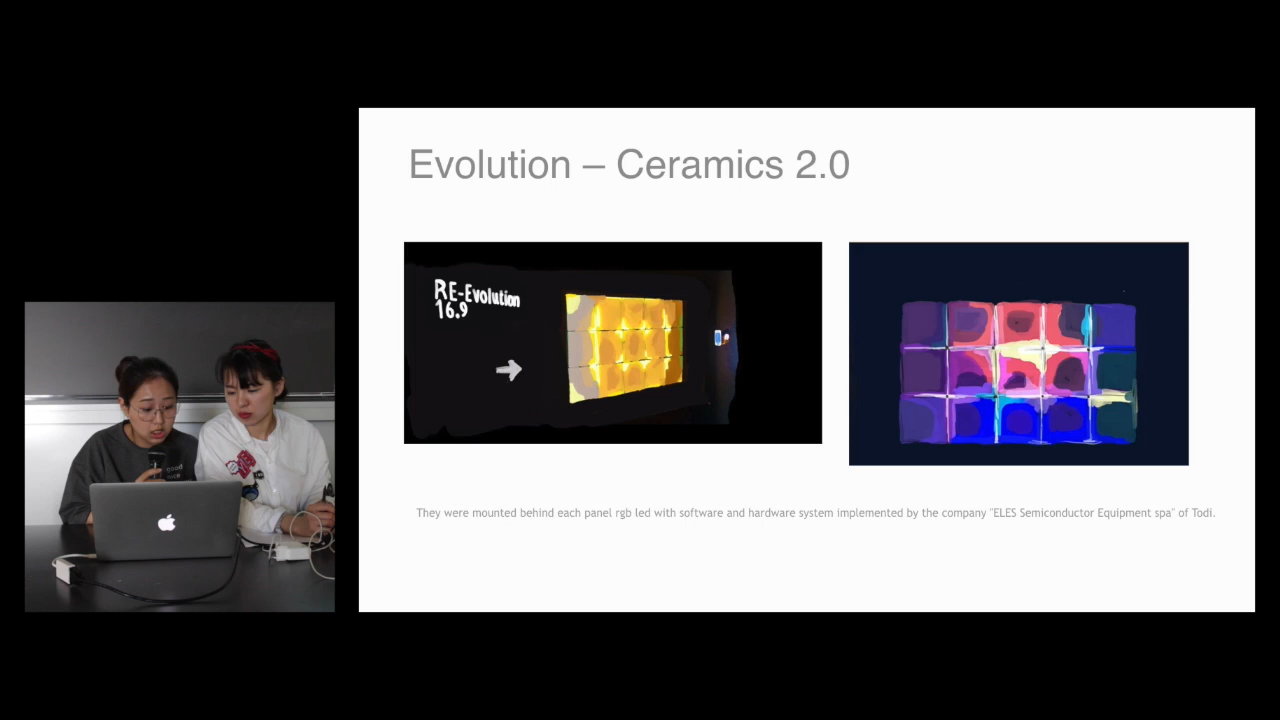 Evolution – Ceramics 2.0
RE-Evolution
16.9
good
They were mounted behind each panel rgb led with software and hardware system implemented by the company "ELES Semiconductor Equipment spa" of Todi.